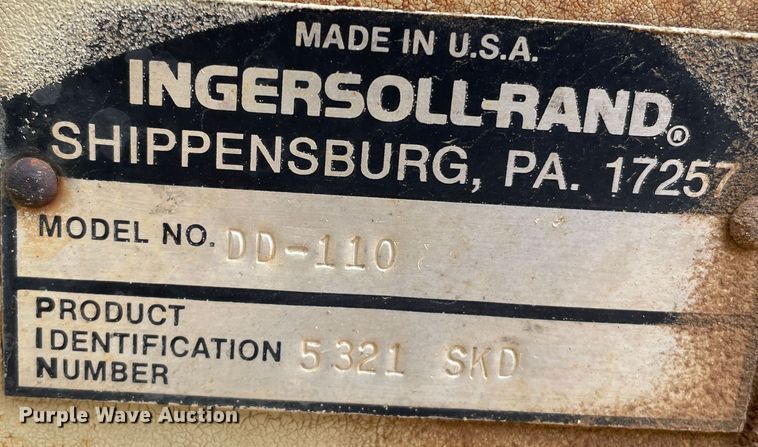 MADE IN U.S.A.
INGERSOLL-RAND®
SHIPPENSBURG, PA. 17257
MODEL NO. DD-110
PRODUCT
IDENTIFICATION 5321 SKD
NUMBER
Purple Wave Auction